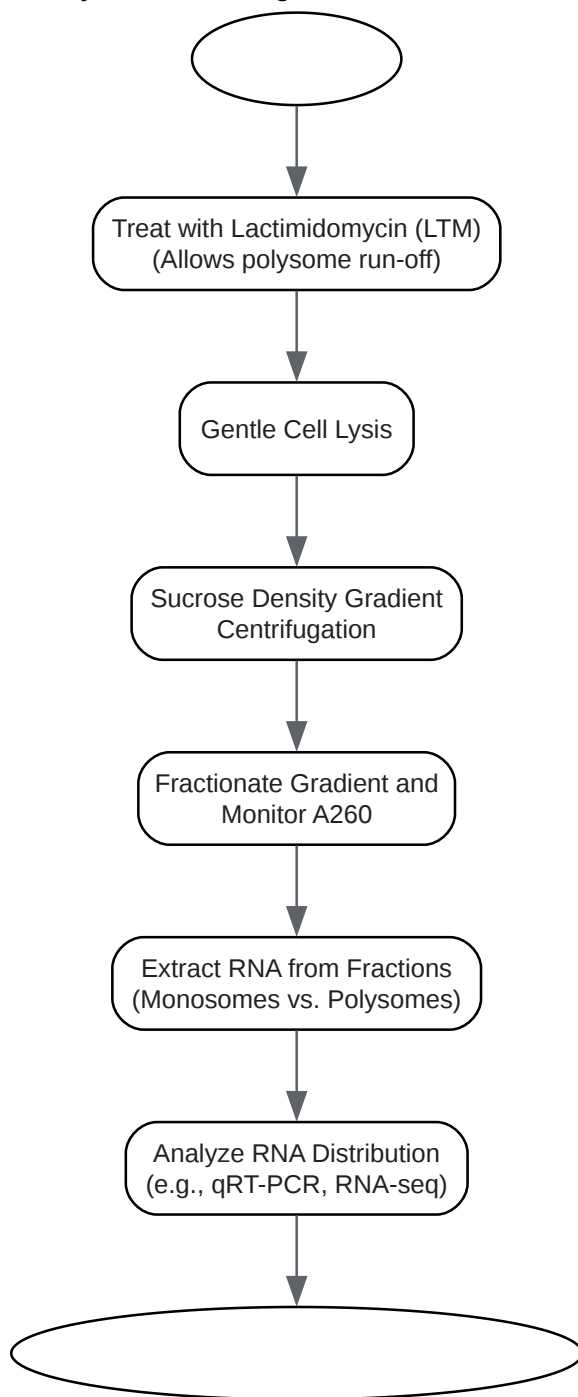 Treat with Lactimidomycin (LTM)
(Allows polysome run-off)
Gentle Cell Lysis
Sucrose Density Gradient
Centrifugation
Fractionate Gradient and
Monitor A260
Extract RNA from Fractions
(Monosomes vs. Polysomes)
Analyze RNA Distribution
(e.g., qRT-PCR, RNA-seq)